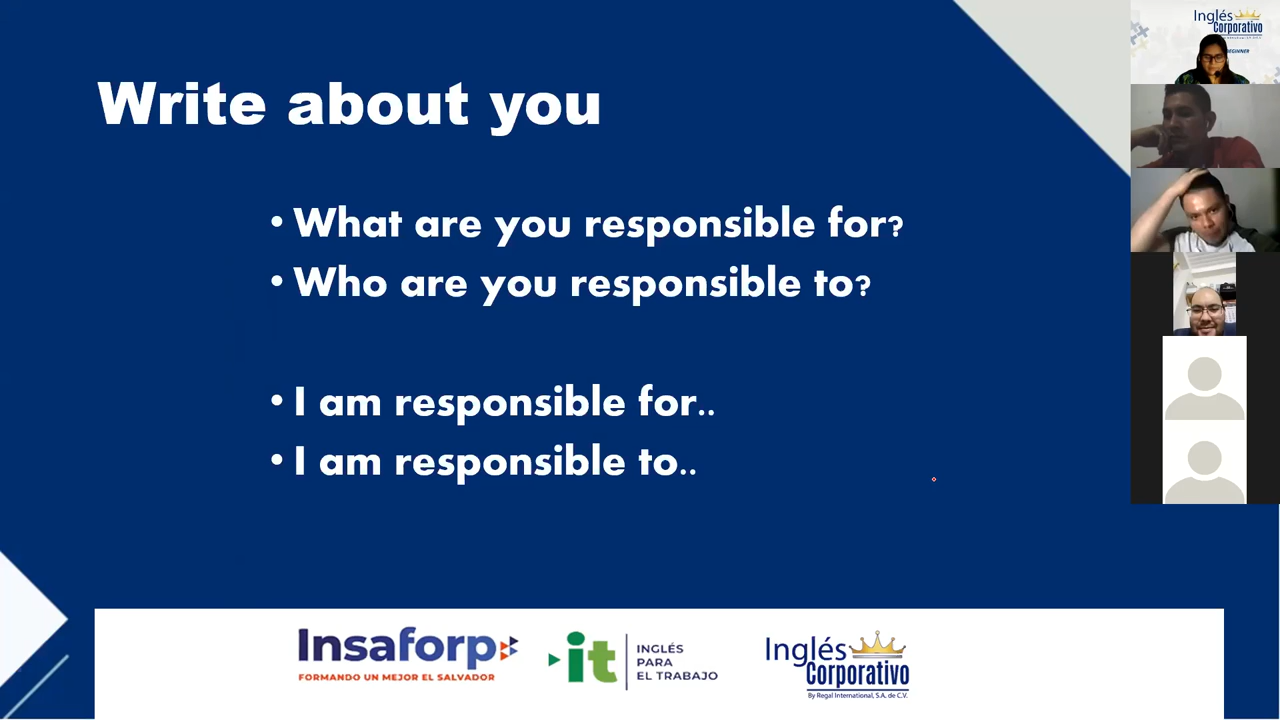 Write about you
• What are you responsible for?
• Who are you responsible to?
• I am responsible for..
• I am responsible to..
Insaforp
FORMANDO UN MEJOR EL SALVADOR
it
INGLÉS
PARA
EL TRABAJO
Inglés
Corporativo
By Regal International, S.A. de C.V.
Inglés
Corporativo
BEGINNER